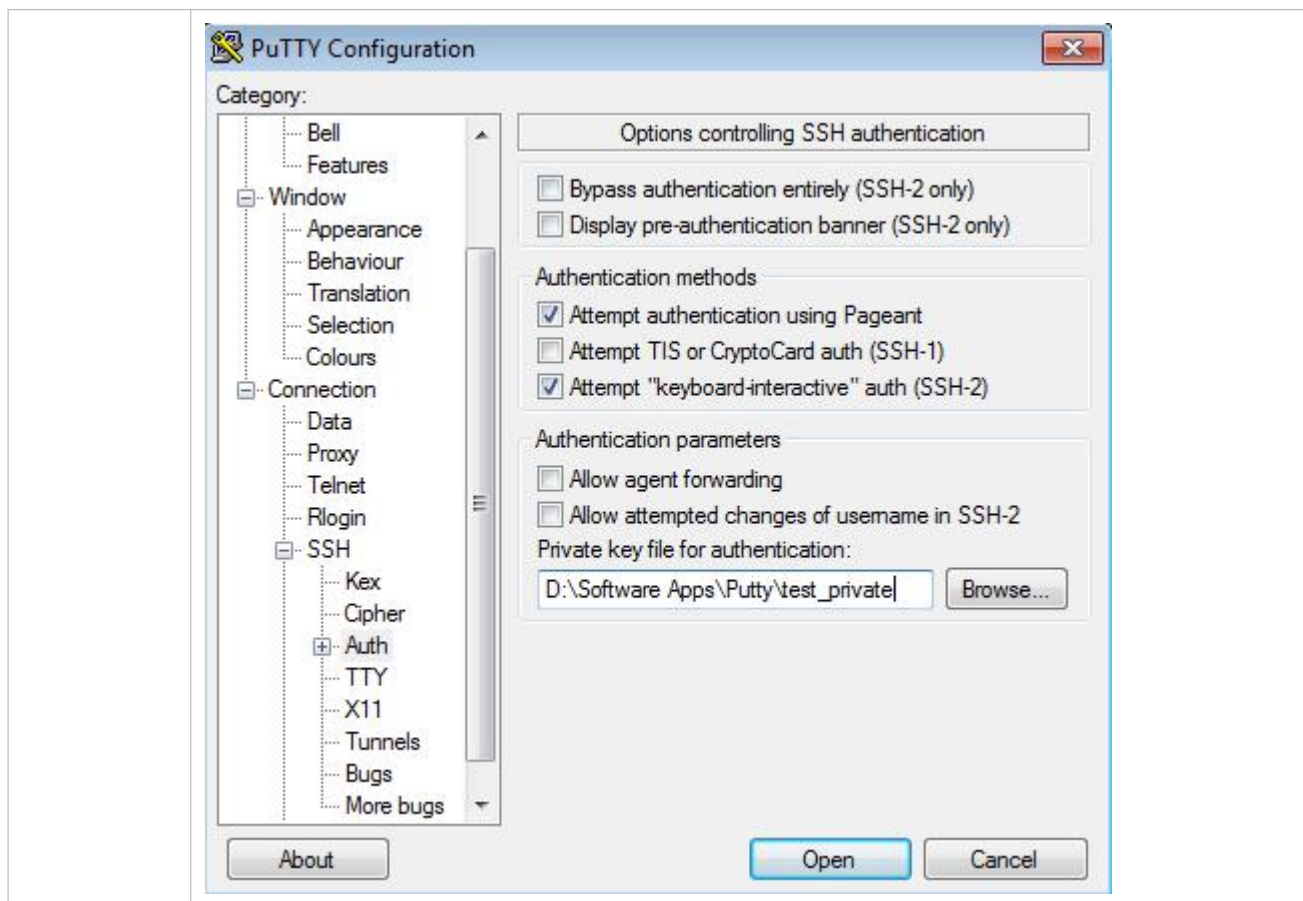 PuTTY Configuration
Category:
Bell
Features
Window
Appearance
Behaviour
Translation
Selection
Colours
Connection
Data
Proxy
Telnet
Rlogin
SSH
Kex
Cipher
Auth
TTY
X11
Tunnels
Bugs
More bugs
Options controlling SSH authentication
Bypass authentication entirely (SSH-2 only)
Display pre-authentication banner (SSH-2 only)
Authentication methods
Attempt authentication using Pageant
Attempt TIS or CryptoCard auth (SSH-1)
Attempt "keyboard-interactive" auth (SSH-2)
Authentication parameters
Allow agent forwarding
Allow attempted changes of username in SSH-2
Private key file for authentication:
D:\Software Apps\Putty\test_private
Browse...
About
Open
Cancel